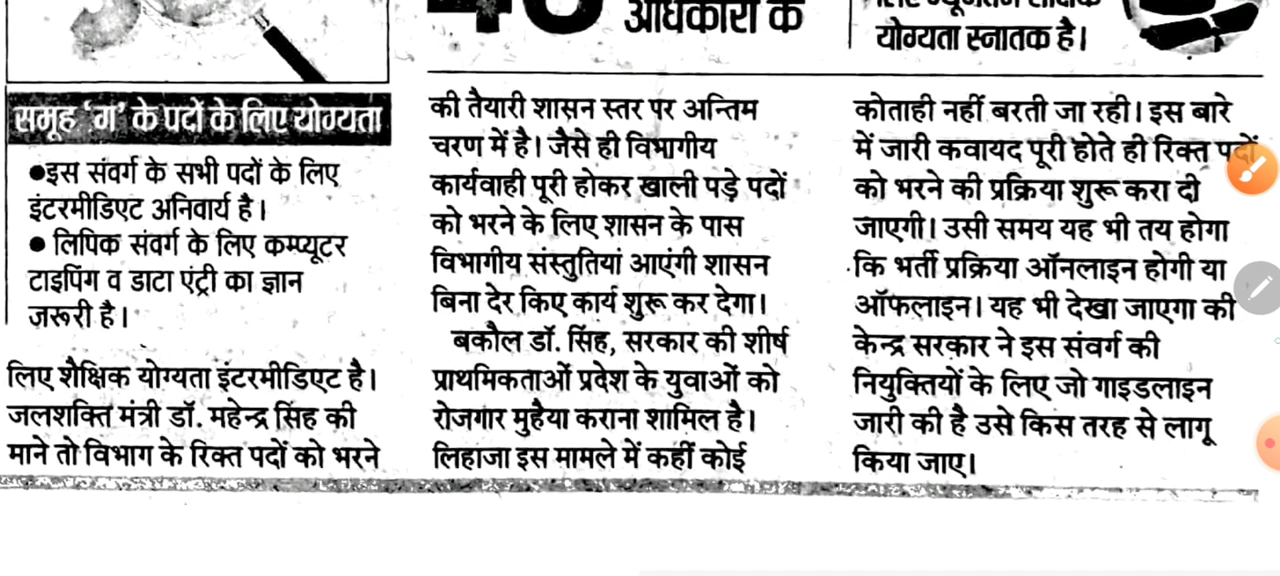 अधिकारी के
योग्यता स्नातक है।
समूह 'ग' के पदों के लिए योग्यता
●इस संवर्ग के सभी पदों के लिए
इंटरमीडिएट अनिवार्य है।
● लिपिक संवर्ग के लिए कम्प्यूटर
टाइपिंग व डाटा एंट्री का ज्ञान
ज़रूरी है।
लिए शैक्षिक योग्यता इंटरमीडिएट है।
जलशक्ति मंत्री डॉ. महेन्द्र सिंह की
माने तो विभाग के रिक्त पदों को भरने
की तैयारी शासन स्तर पर अन्तिम
चरण में है। जैसे ही विभागीय
कार्यवाही पूरी होकर खाली पड़े पदों
को भरने के लिए शासन के पास
विभागीय संस्तुतियां आएंगी शासन
बिना देर किए कार्य शुरू कर देगा।
बकौल डॉ. सिंह, सरकार की शीर्ष
प्राथमिकताओं प्रदेश के युवाओं को
रोजगार मुहैया कराना शामिल है।
लिहाजा इस मामले में कहीं कोई
कोताही नहीं बरती जा रही। इस बारे
में जारी कवायद पूरी होते ही रिक्त पदों
को भरने की प्रक्रिया शुरू करा दी
जाएगी। उसी समय यह भी तय होगा
कि भर्ती प्रक्रिया ऑनलाइन होगी या
ऑफलाइन। यह भी देखा जाएगा की
केन्द्र सरकार ने इस संवर्ग की
नियुक्तियों के लिए जो गाइडलाइन
जारी की है उसे किस तरह से लागू
किया जाए।